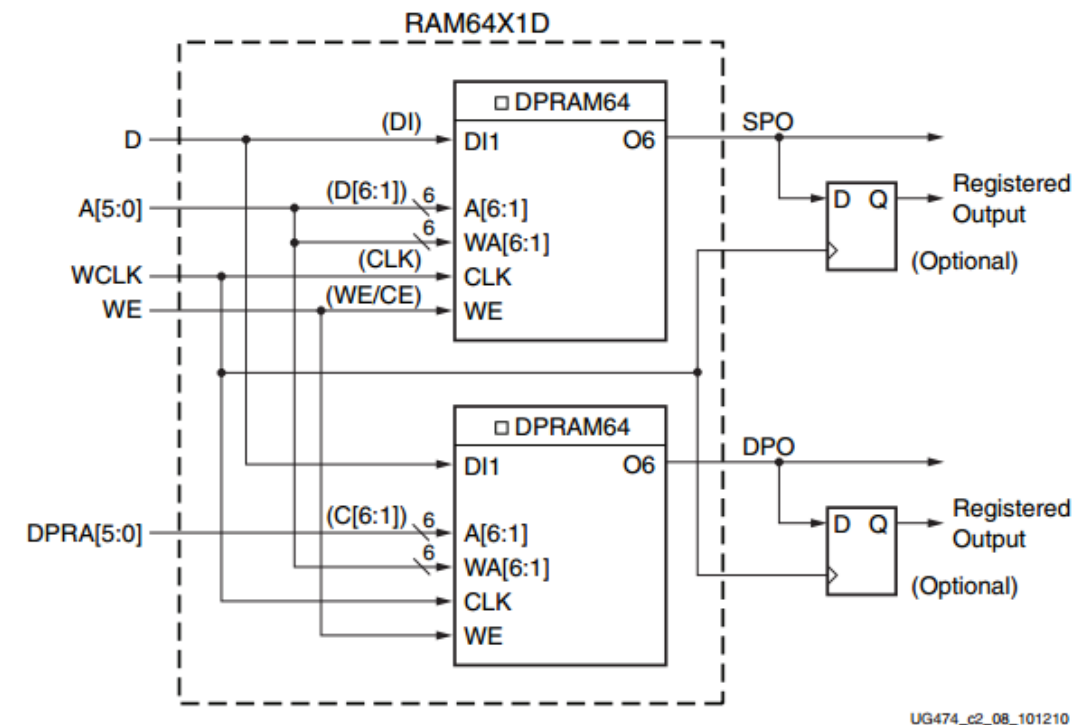 RAM64X1D
□ DPRAM64
D
(DI)
DI1
O6
SPO
A[5:0]
(D[6:1])
6
A[6:1]
6
WA[6:1]
WCLK
(CLK)
CLK
WE
(WE/CE)
WE
D Q
Registered
Output
(Optional)
□ DPRAM64
DI1
O6
DPO
DPRA[5:0]
(C[6:1])
6
A[6:1]
6
WA[6:1]
CLK
WE
D Q
Registered
Output
(Optional)
UG474_c2_08_101210